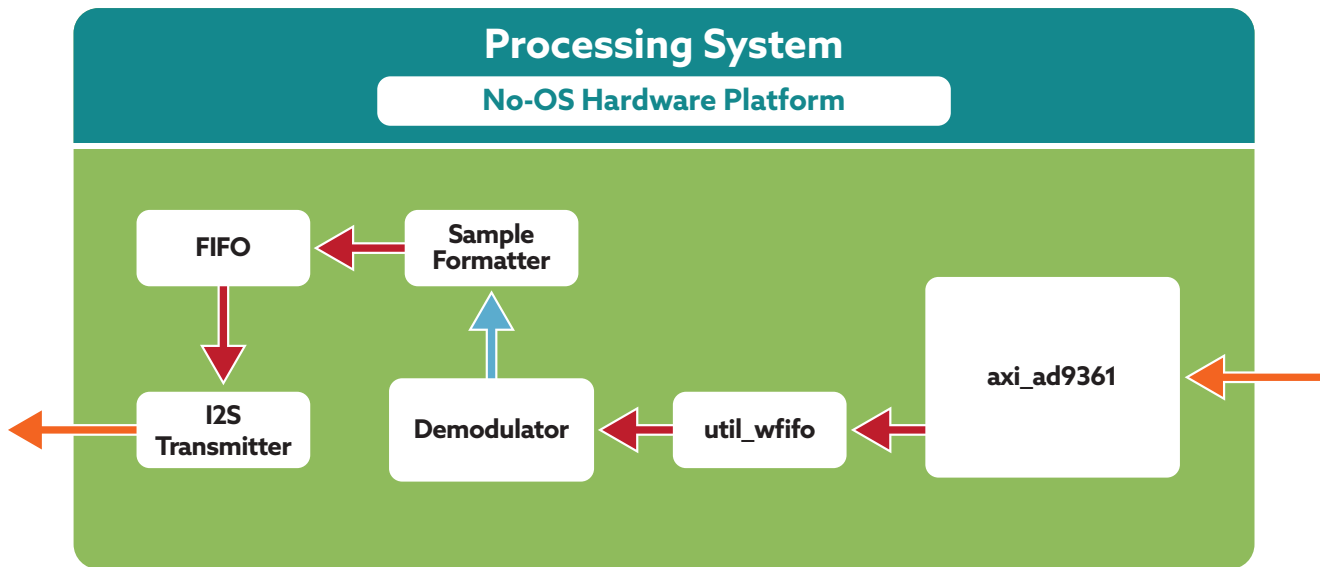 Processing System
No-OS Hardware Platform
FIFO
Sample
Formatter
axi_ad9361
I2S
Transmitter
Demodulator
util_wfifo